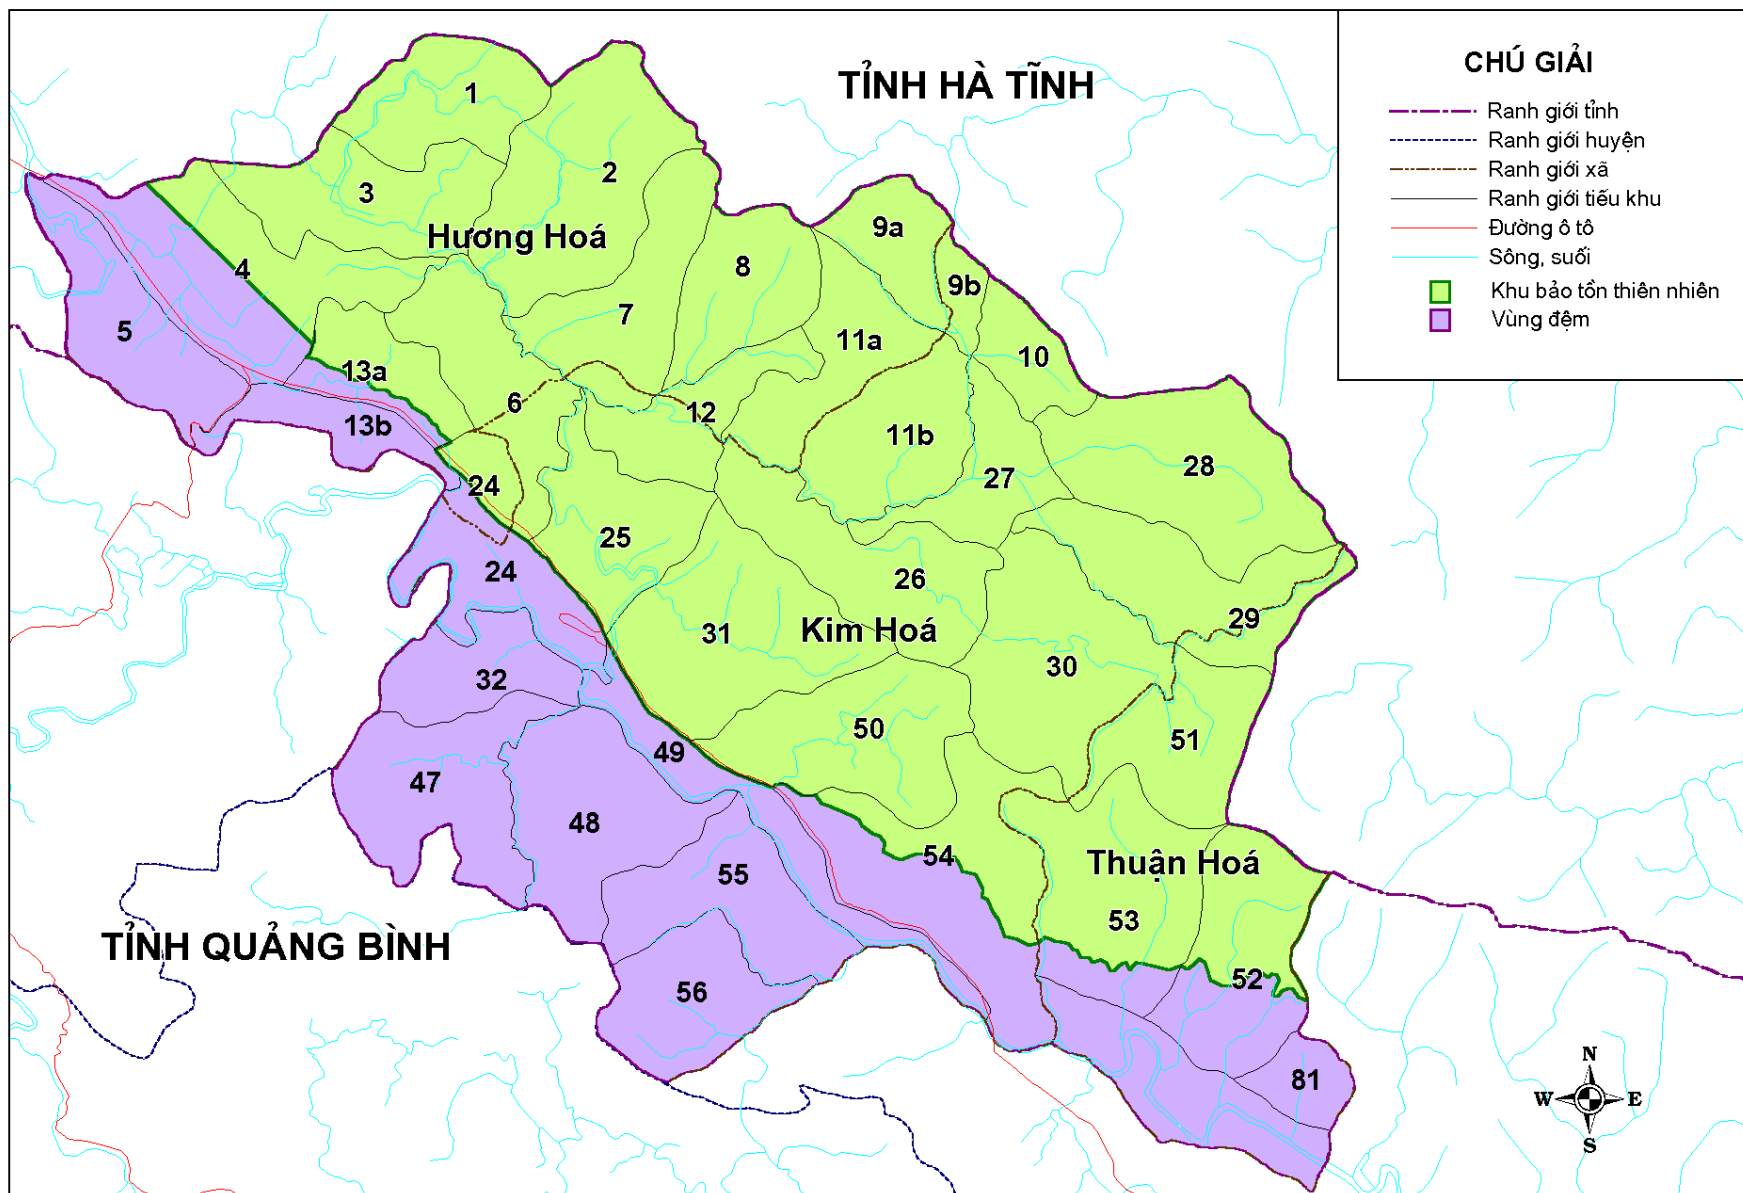 TỈNH HÀ TĨNH
CHÚ GIẢI
Ranh giới tỉnh
Ranh giới huyện
Ranh giới xã
Ranh giới tiểu khu
Đường ô tô
Sông, suối
Khu bảo tồn thiên nhiên
Vùng đệm
1
2
3
Hương Hoá
4
5
6
7
8
9a
9b
10
11a
11b
12
13a
13b
24
24
25
26
27
28
29
30
31
Kim Hoá
32
47
48
49
50
51
Thuận Hoá
52
53
54
55
56
81
TỈNH QUẢNG BÌNH
N
W
E
S